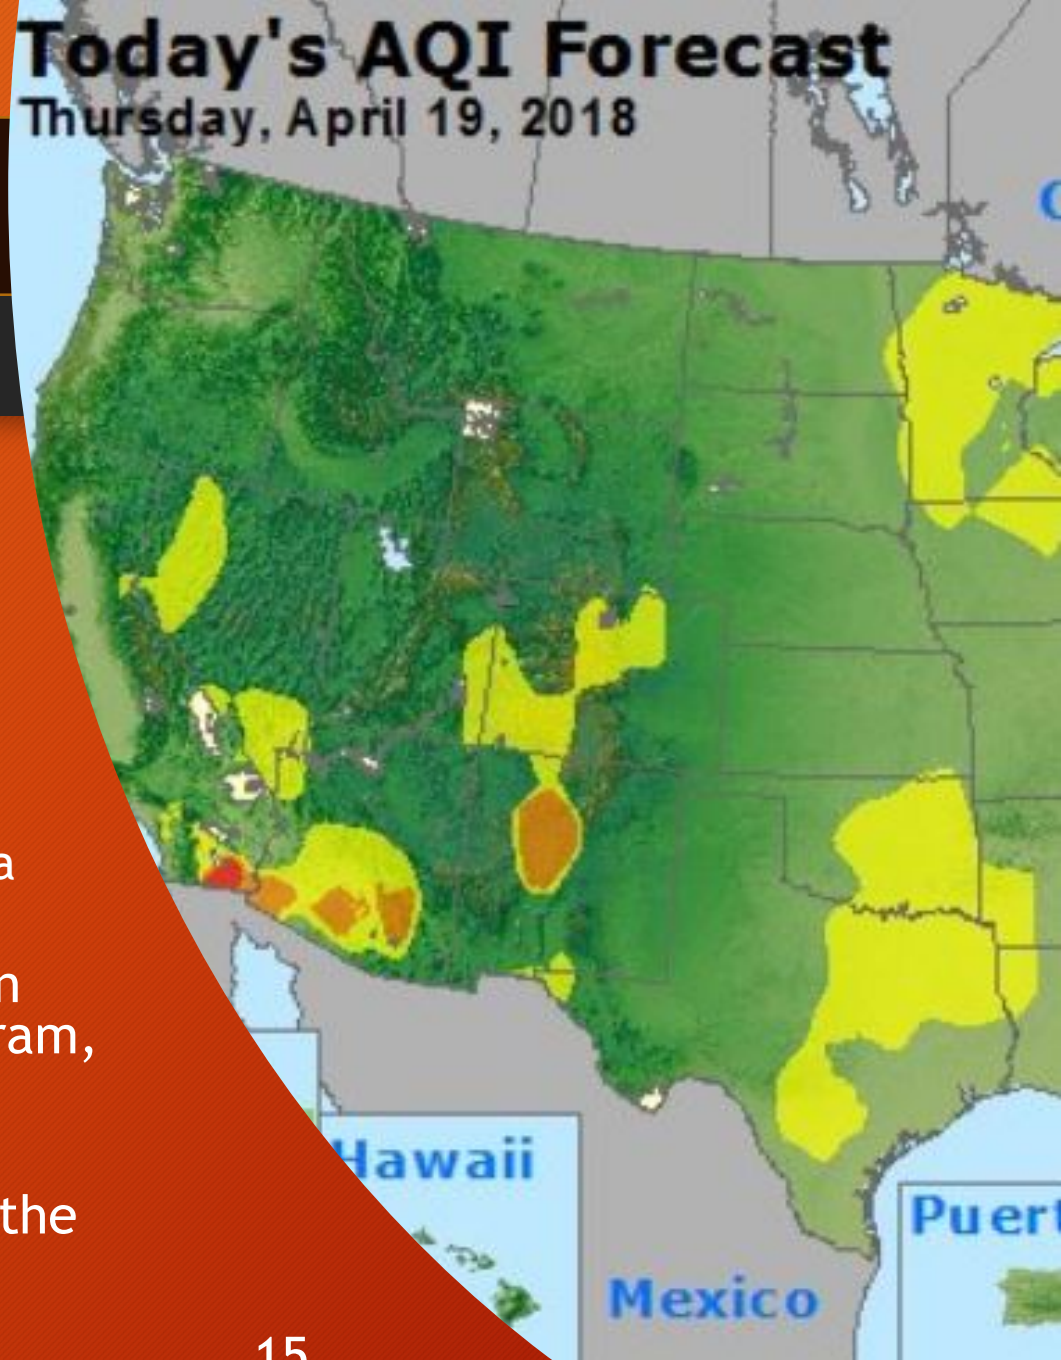 Today's AQI Forecast
Thursday, April 19, 2018
a
ram,
the
Hawaii
Mexico
15